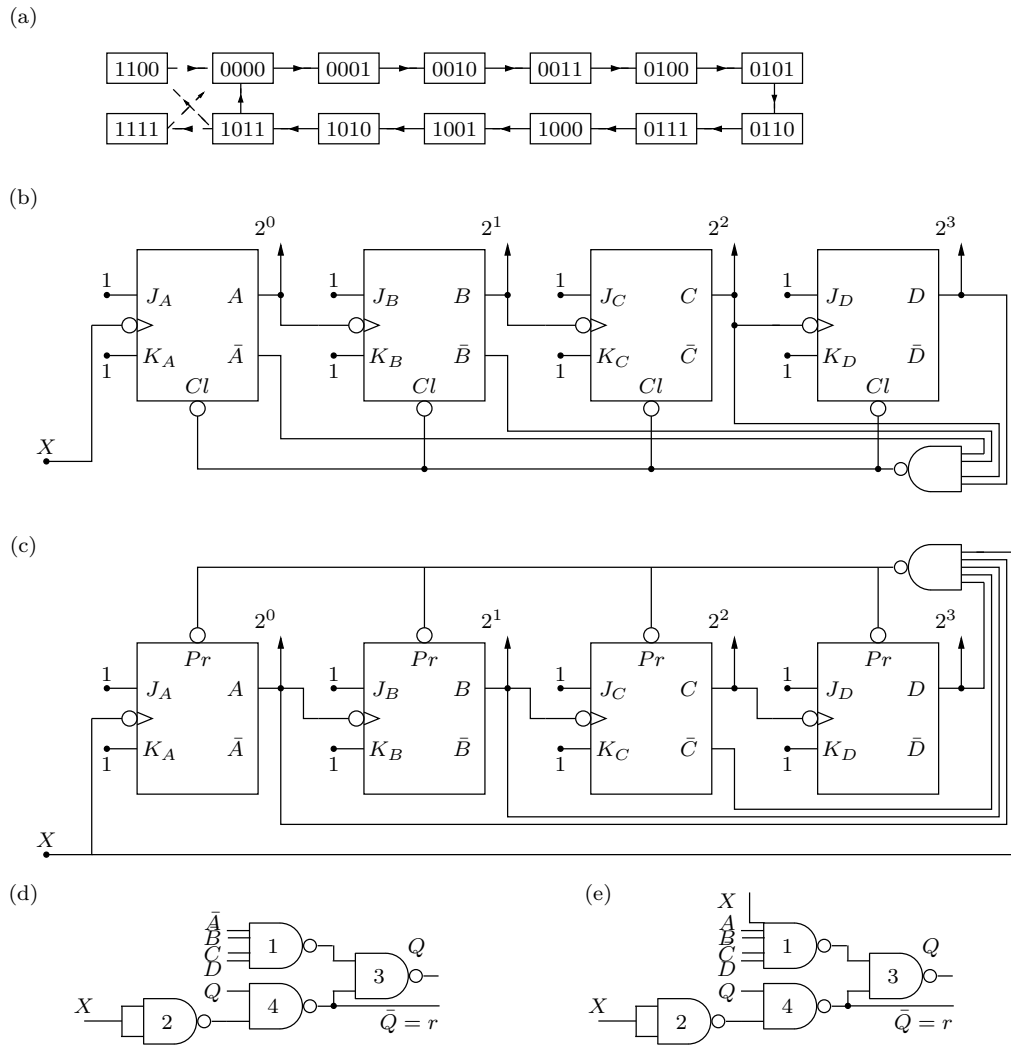 (a)
1100 0000 0001 0010 0011 0100 0101
1111 1011 1010 1001 1000 0111 0110
(b)
2^0 2^1 2^2 2^3
1 1 1 1
J_A A J_B B J_C C J_D D
K_A Ā K_B B̄ K_C C̄ K_D D̄
1 1 1 1
Cl Cl Cl Cl
X
(c)
2^0 2^1 2^2 2^3
Pr Pr Pr Pr
1 1 1 1
J_A A J_B B J_C C J_D D
K_A Ā K_B B̄ K_C C̄ K_D D̄
1 1 1 1
X
(d)
Ā
B
C
D
1
Q
3
Q
4
X
2
Q̄ = r
(e)
X
A
B
C
D
1
Q
3
Q
4
X
2
Q̄ = r